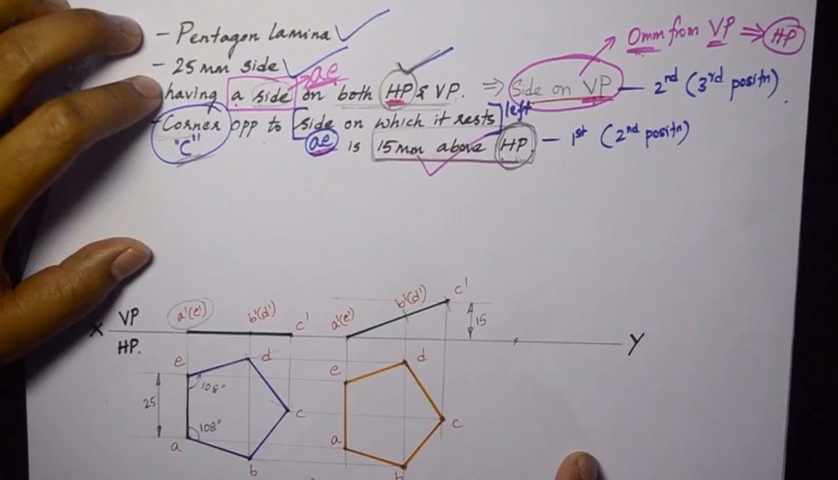 - Pentagon lamina
0mm from VP ⇒ HP
- 25 mm side
ae
having a side on both HP & VP. ⇒ Side on VP — 2nd (3rd positn)
- Corner opp to side on which it rests left
"C" ae is 15mm above HP — 1st (2nd positn)
a'(e') b'(d') c' a'(e') b'(d') c'
X VP 15 Y
HP.
e d e d
108°
25 c c
108°
a b a b